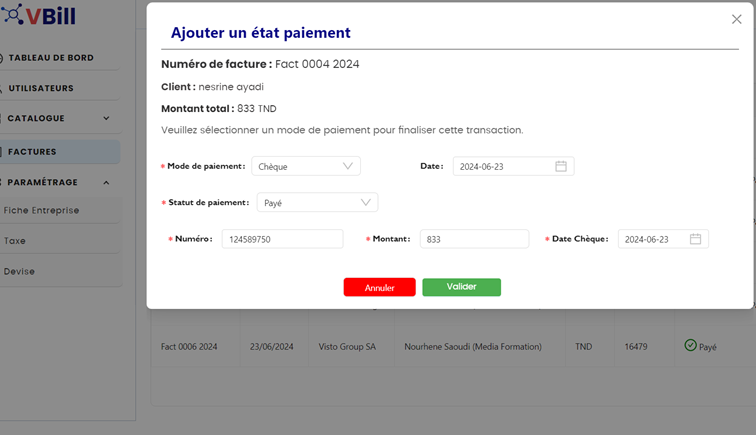 VBill
Ajouter un état paiement
Numéro de facture : Fact 0004 2024
Client : nesrine ayadi
Montant total : 833 TND
Veuillez sélectionner un mode de paiement pour finaliser cette transaction.
* Mode de paiement : Chèque Date : 2024-06-23
* Statut de paiement : Payé
* Numéro : 124589750 * Montant : 833 * Date Chèque : 2024-06-23
Annuler Valider
TABLEAU DE BORD
UTILISATEURS
CATALOGUE
FACTURES
PARAMÉTRAGE
Fiche Entreprise
Taxe
Devise
Fact 0006 2024 23/06/2024 Visto Group SA Nourhene Saoudi (Media Formation) TND 16479 Payé